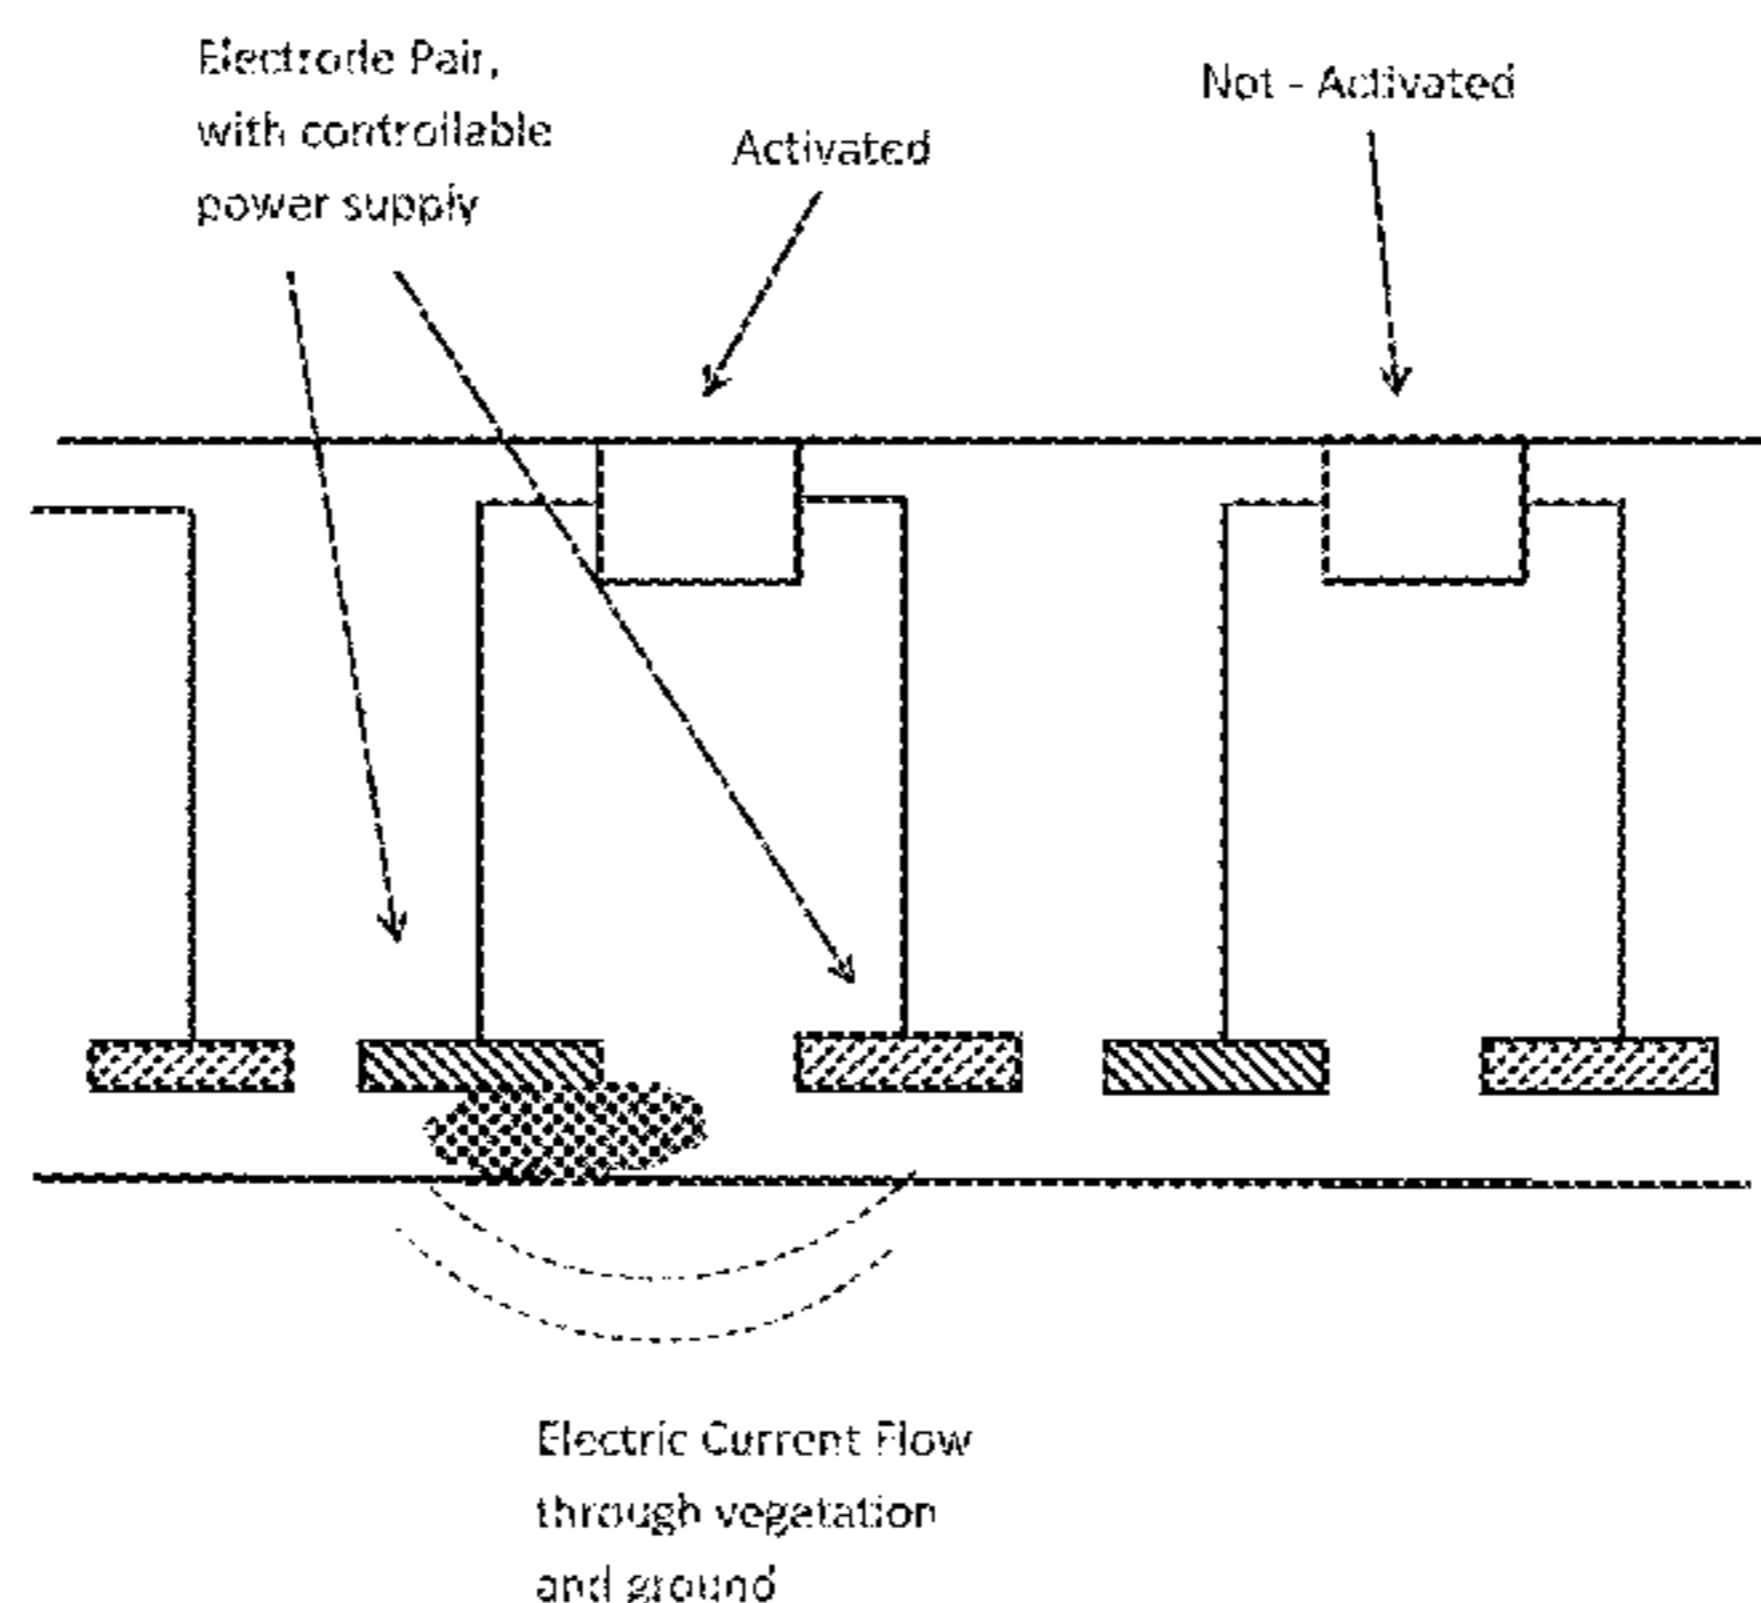 Electrode Pair,
with controllable
power supply
Activated
Not - Activated
Electric Current Flow
through vegetation
and ground